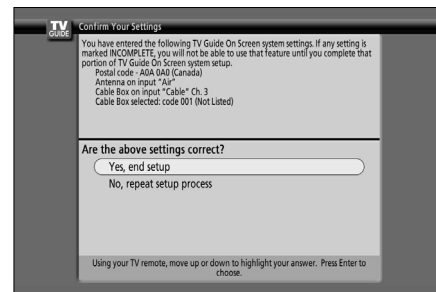 TV
GUIDE
Confirm Your Settings
You have entered the following TV Guide On Screen system settings. If any setting is
marked INCOMPLETE, you will not be able to use that feature until you complete that
portion of TV Guide On Screen system setup.
Postal code - A0A 0A0 (Canada)
Antenna on input "Air"
Cable Box on input "Cable" Ch. 3
Cable Box selected: code 001 (Not Listed)
Are the above settings correct?
Yes, end setup
No, repeat setup process
Using your TV remote, move up or down to highlight your answer. Press Enter to
choose.